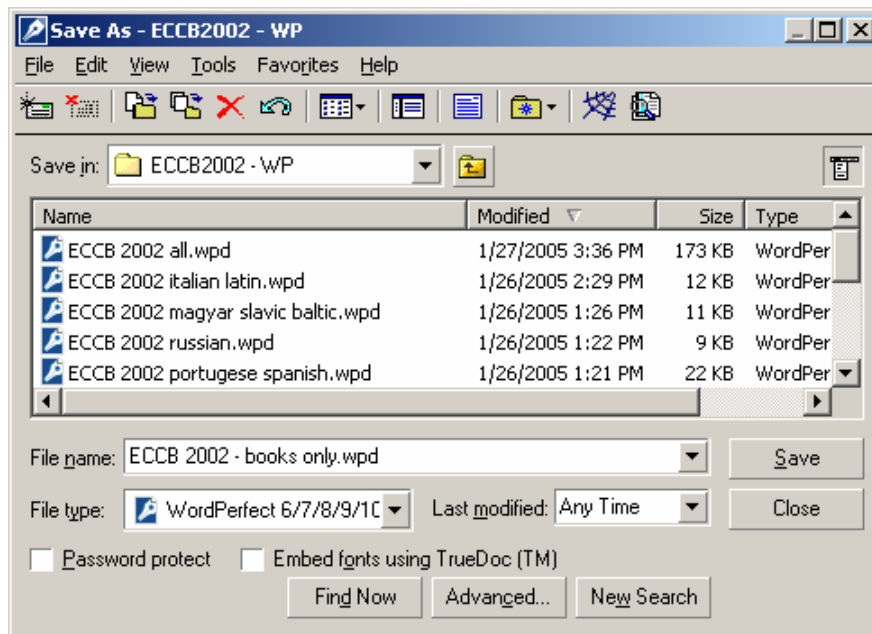 Save As - ECCB2002 - WP
File Edit View Tools Favorites Help
Save in: ECCB2002 - WP
Name Modified Size Type
ECCB 2002 all.wpd 1/27/2005 3:36 PM 173 KB WordPer
ECCB 2002 italian latin.wpd 1/26/2005 2:29 PM 12 KB WordPer
ECCB 2002 magyar slavic baltic.wpd 1/26/2005 1:26 PM 11 KB WordPer
ECCB 2002 russian.wpd 1/26/2005 1:22 PM 9 KB WordPer
ECCB 2002 portugese spanish.wpd 1/26/2005 1:21 PM 22 KB WordPer
File name: ECCB 2002 - books only.wpd Save
File type: WordPerfect 6/7/8/9/10 Last modified: Any Time Close
Password protect Embed fonts using TrueDoc (TM)
Find Now Advanced... New Search